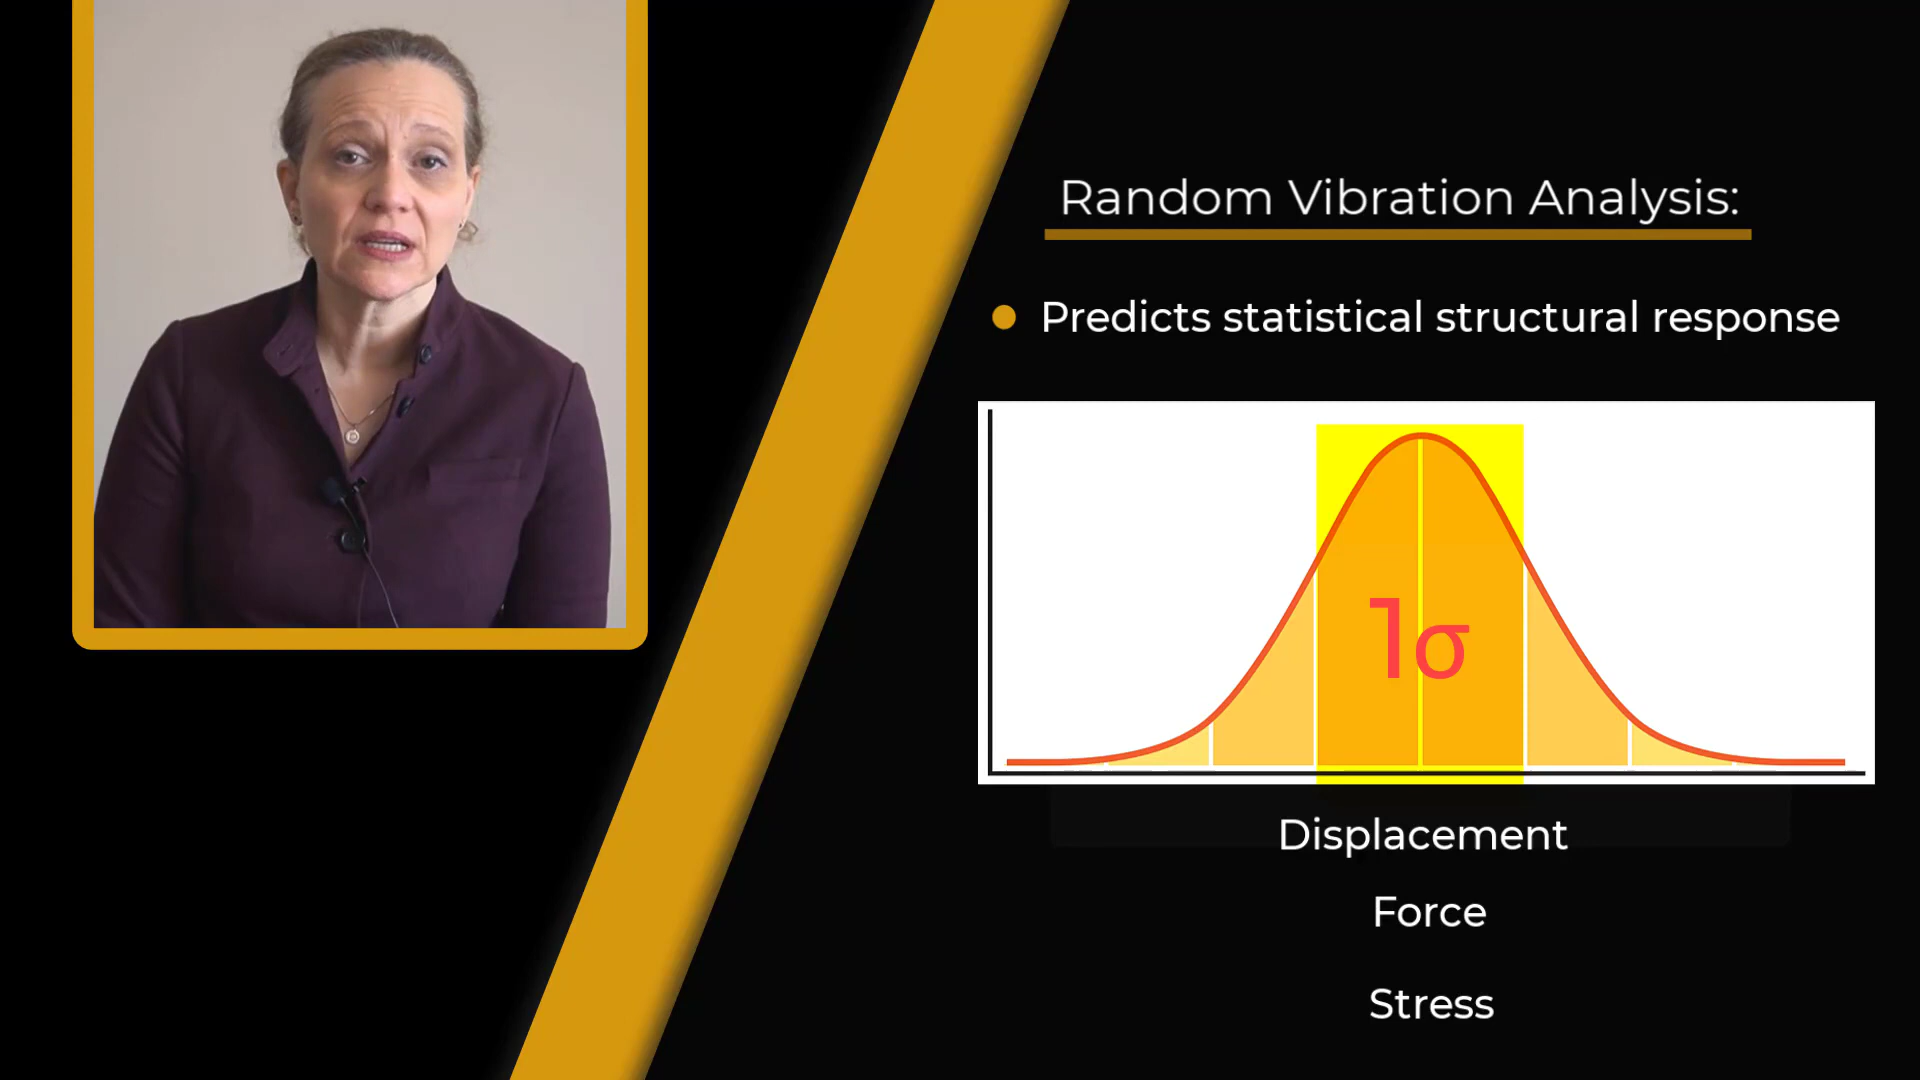 Random Vibration Analysis:
Predicts statistical structural response
1σ
Displacement
Force
Stress